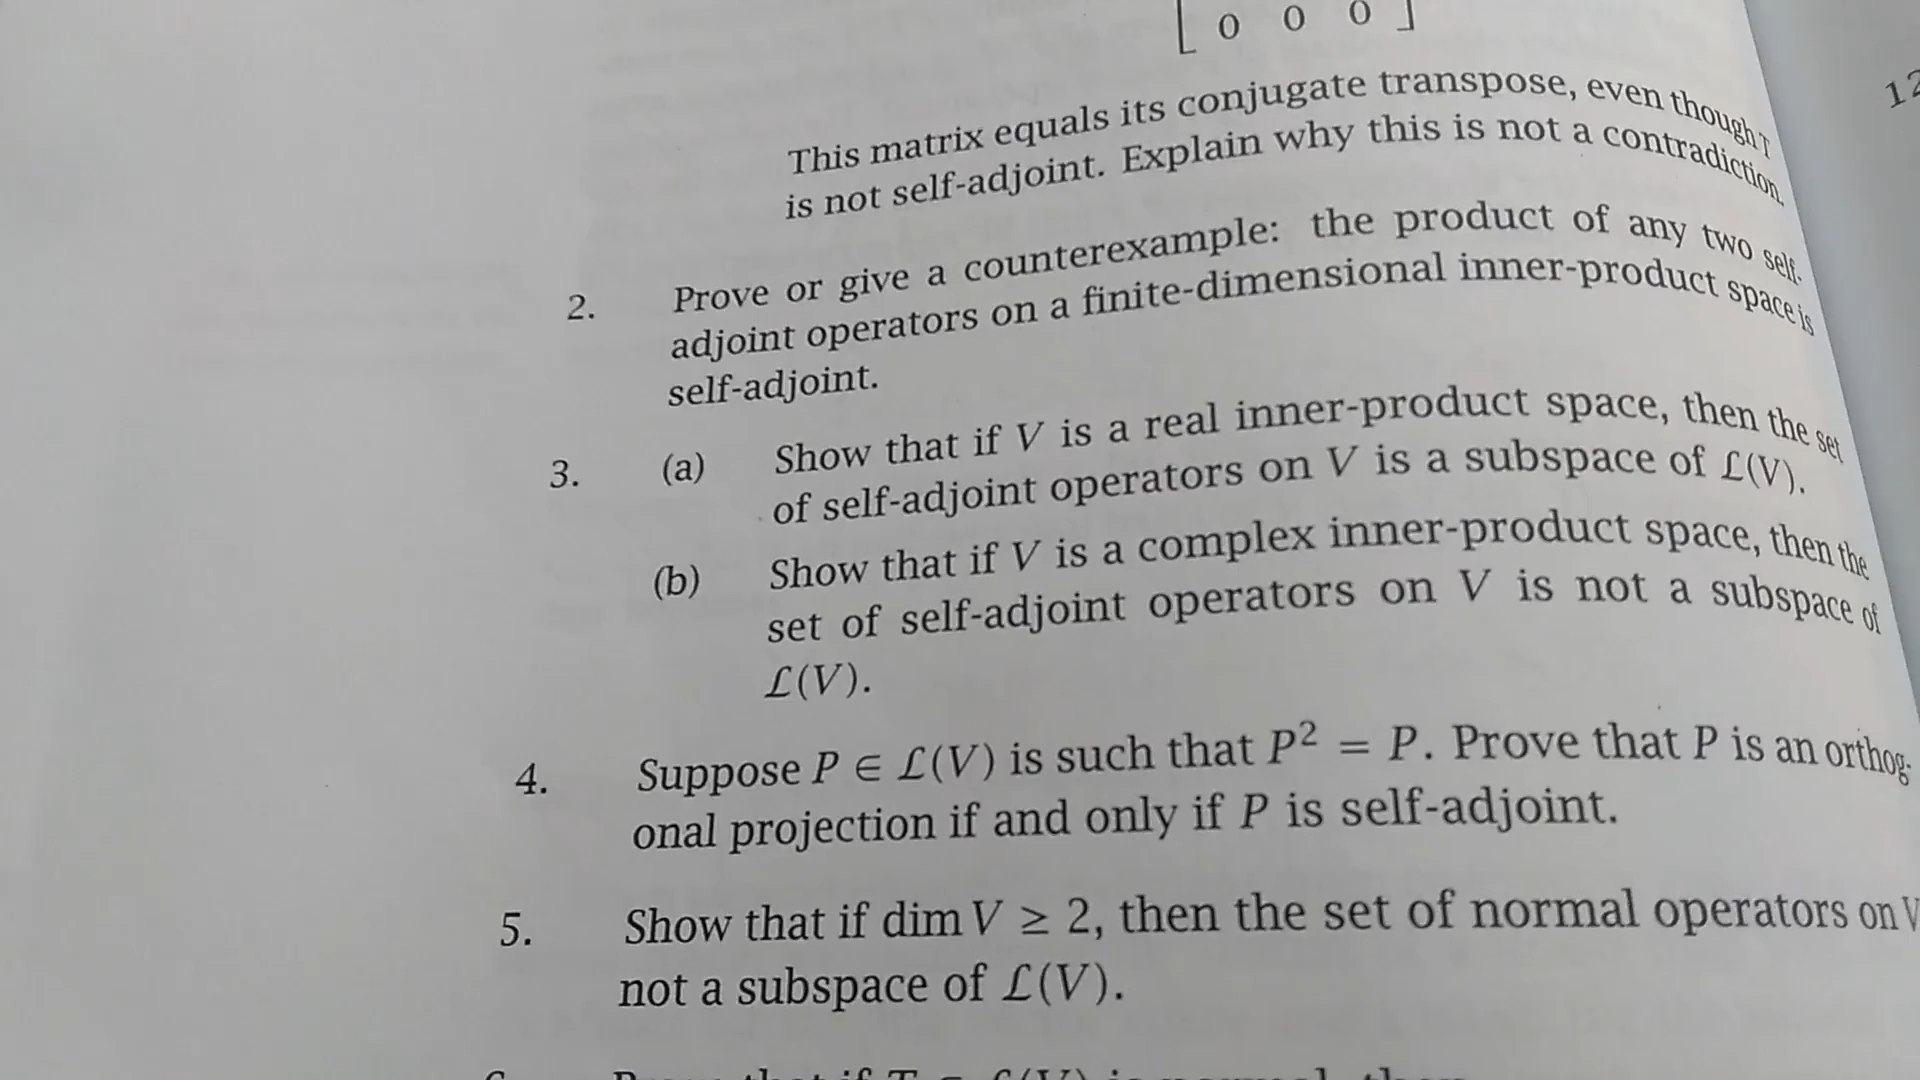 0 0 0
12
This matrix equals its conjugate transpose, even though T
is not self-adjoint. Explain why this is not a contradiction.
2. Prove or give a counterexample: the product of any two self-
adjoint operators on a finite-dimensional inner-product space is
self-adjoint.
3. (a) Show that if V is a real inner-product space, then the set
of self-adjoint operators on V is a subspace of ℒ(V).
(b) Show that if V is a complex inner-product space, then the
set of self-adjoint operators on V is not a subspace of
ℒ(V).
4. Suppose P ∈ ℒ(V) is such that P² = P. Prove that P is an orthog-
onal projection if and only if P is self-adjoint.
5. Show that if dim V ≥ 2, then the set of normal operators on V
not a subspace of ℒ(V).